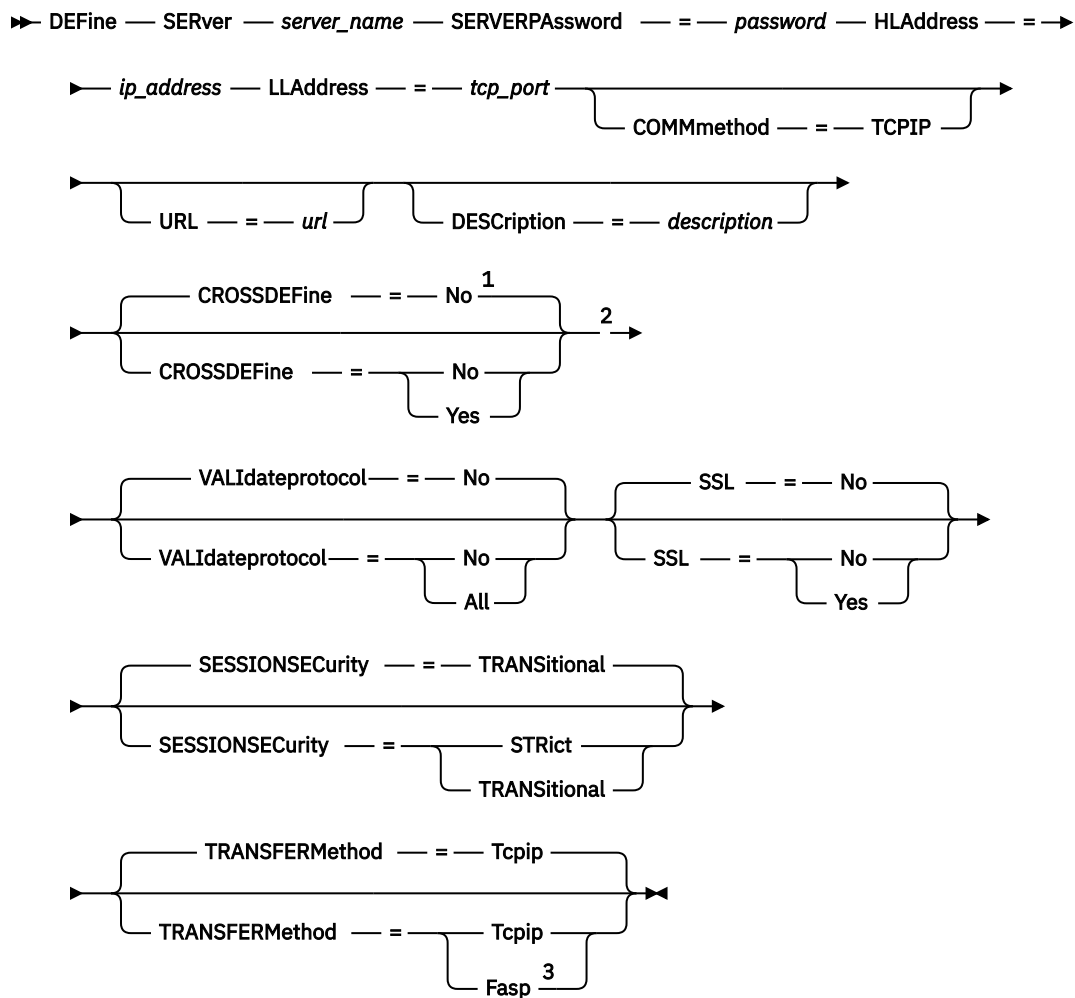 DEFine SERver server_name SERVERPAssword = password HLAddress =
ip_address LLAddress = tcp_port
COMMmethod = TCPIP
URL = url DESCription = description
CROSSDEFine = No 1
2
CROSSDEFine = No
Yes
VALIdateprotocol = No SSL = No
VALIdateprotocol = No SSL = No
All Yes
SESSIONSECurity = TRANSitional
SESSIONSECurity = STRict
TRANSitional
TRANSFERMethod = Tcpip
TRANSFERMethod = Tcpip
Fasp 3